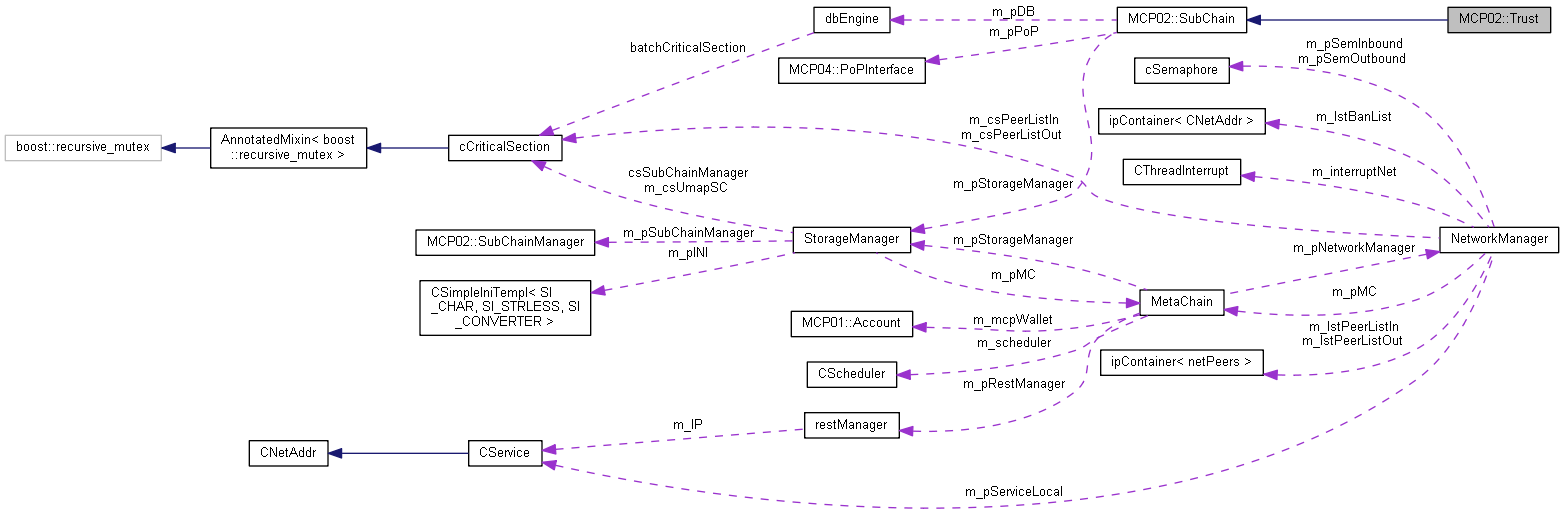 dbEngine
m_pDB
MCP02::SubChain
MCP02::Trust
batchCriticalSection
m_pPoP
MCP04::PoPInterface
m_pSemInbound
m_pSemOutbound
cSemaphore
ipContainer< CNetAddr >
m_lstBanList
boost::recursive_mutex
AnnotatedMixin< boost
::recursive_mutex >
cCriticalSection
m_csPeerListIn
m_csPeerListOut
CThreadInterrupt
m_interruptNet
csSubChainManager
m_csUmapSC
m_pStorageManager
MCP02::SubChainManager
m_pSubChainManager
StorageManager
m_pStorageManager
m_pNetworkManager
NetworkManager
m_pINI
m_pMC
MetaChain
m_pMC
CSimpleIniTempl< SI
_CHAR, SI_STRLESS, SI
_CONVERTER >
MCP01::Account
m_mcpWallet
m_lstPeerListIn
m_lstPeerListOut
m_scheduler
CScheduler
ipContainer< netPeers >
m_pRestManager
restManager
m_IP
CNetAddr
CService
m_pServiceLocal